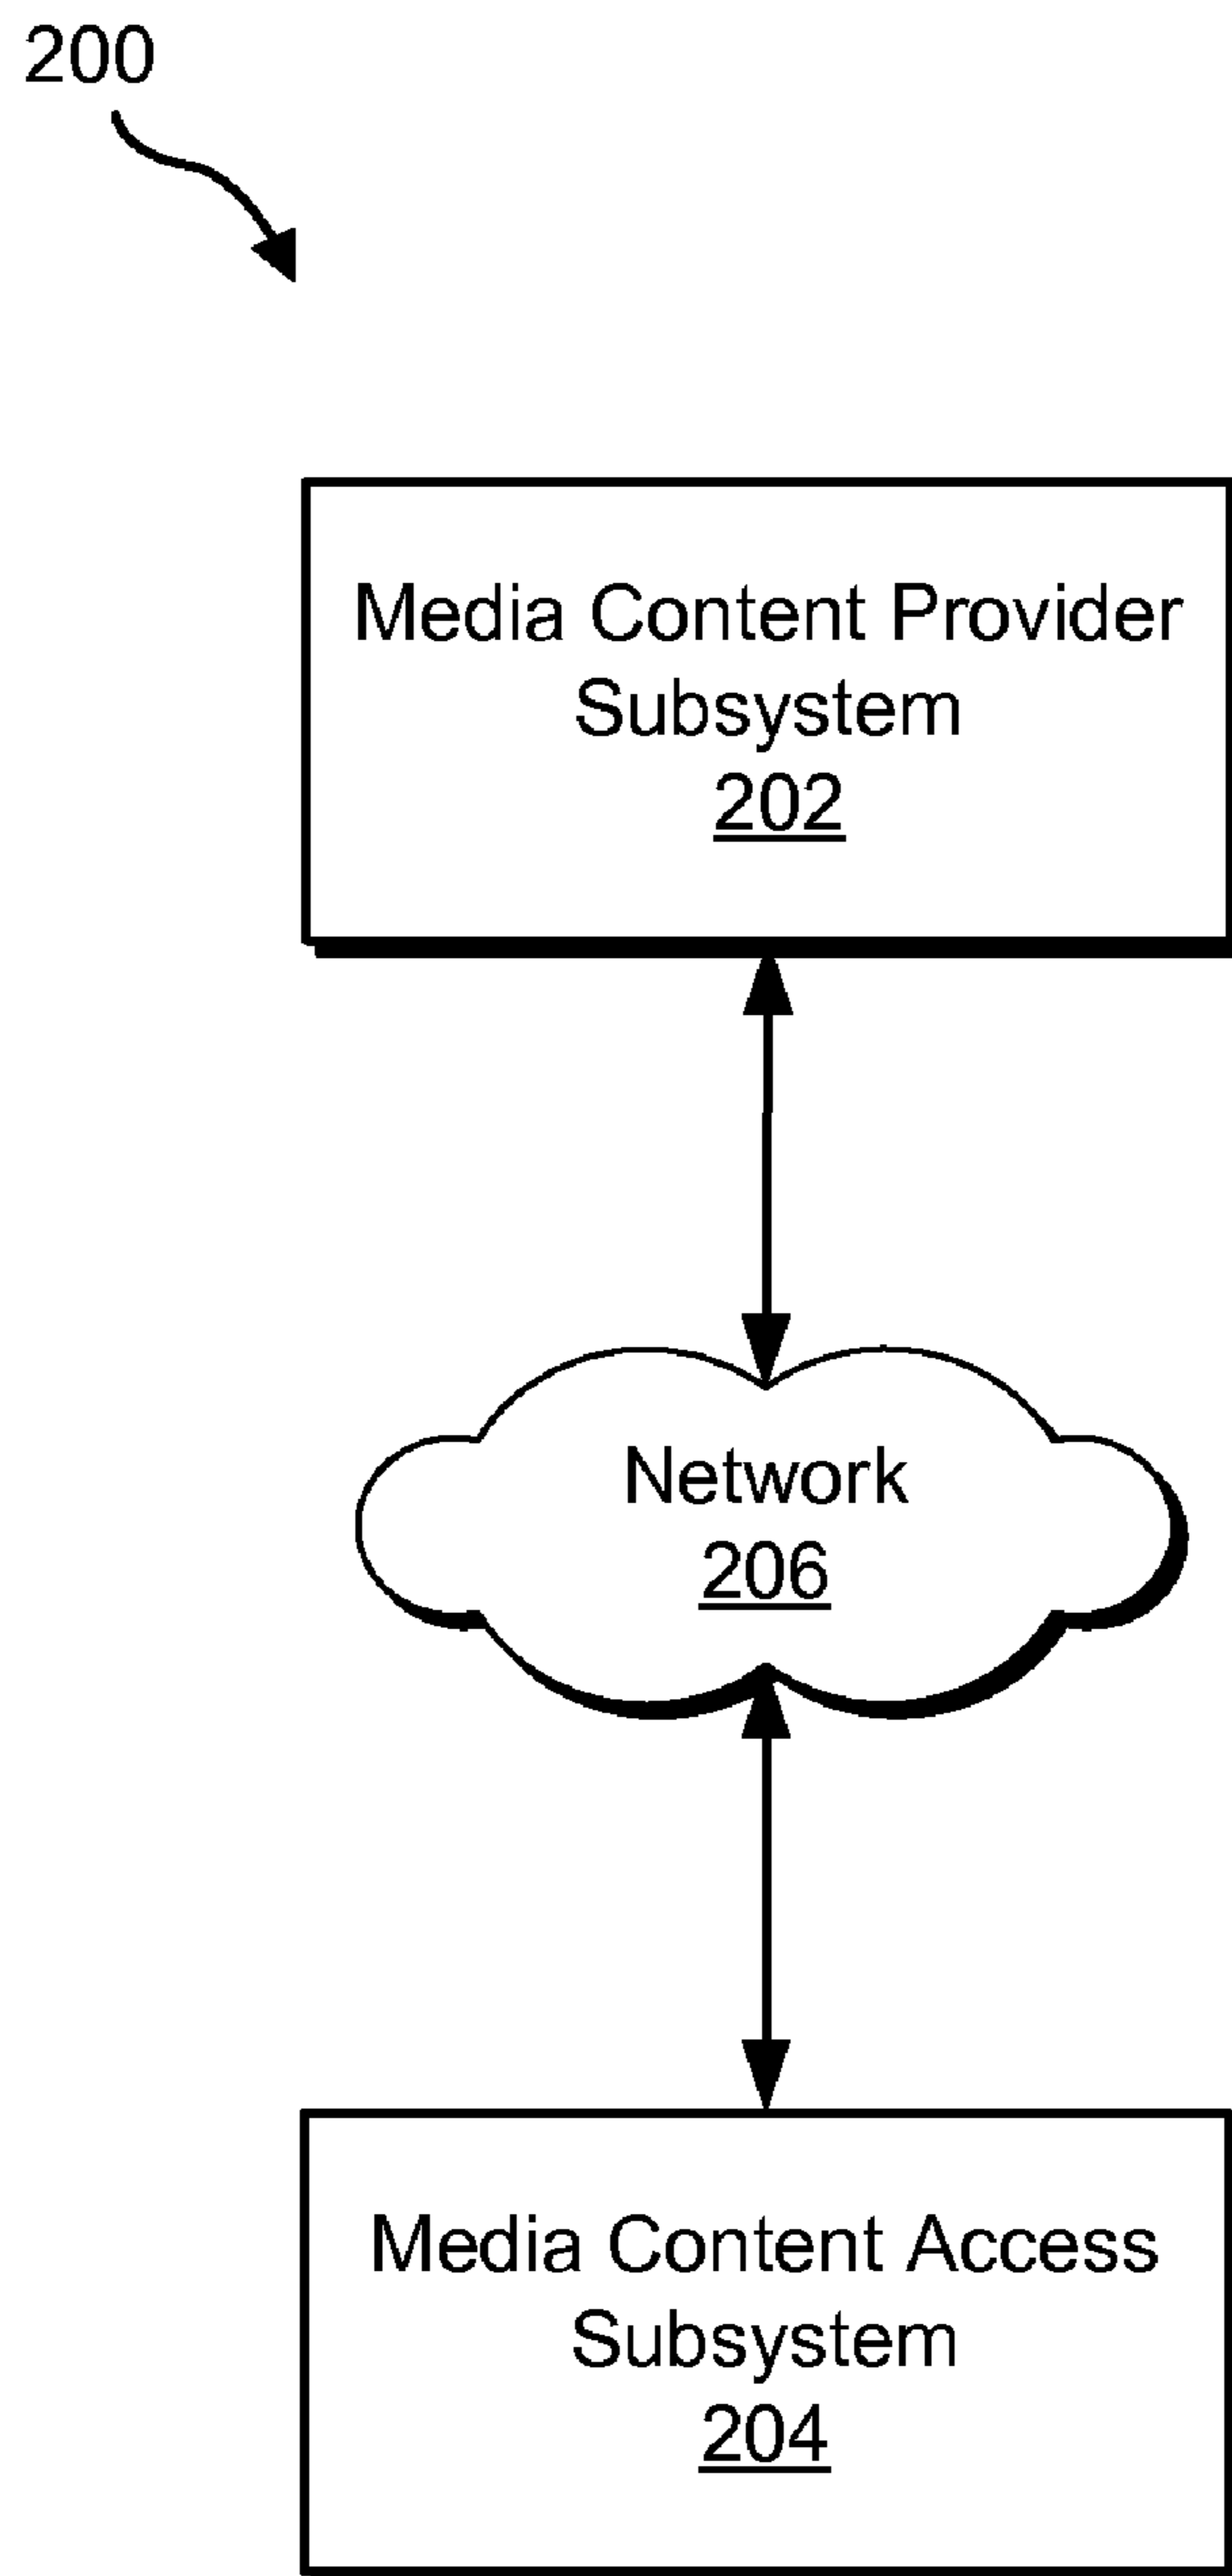 200
Media Content Provider
Subsystem
202
Network
206
Media Content Access
Subsystem
204